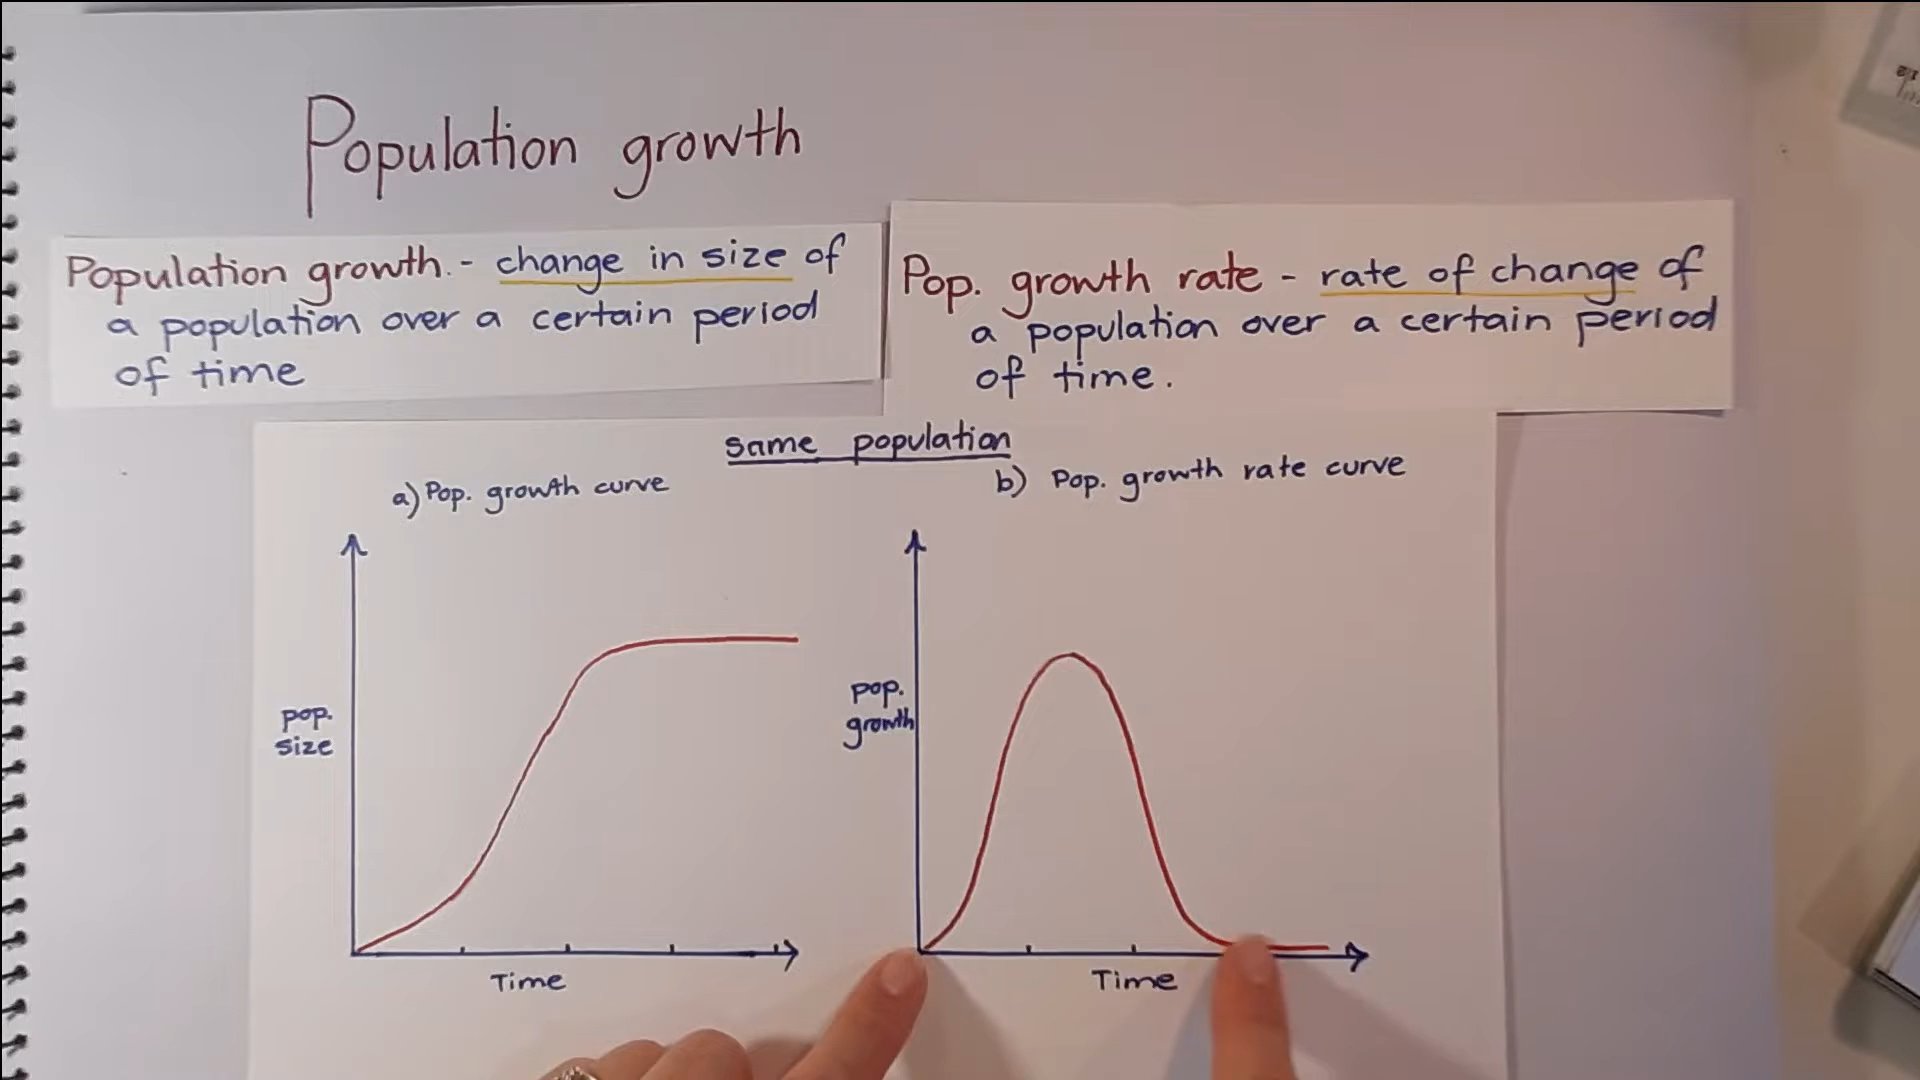 Population growth
Population growth. - change in size of
a population over a certain period
of time
Pop. growth rate - rate of change of
a population over a certain period
of time.
same population
a) Pop. growth curve
b) Pop. growth rate curve
pop.
size
Time
pop.
growth
Time